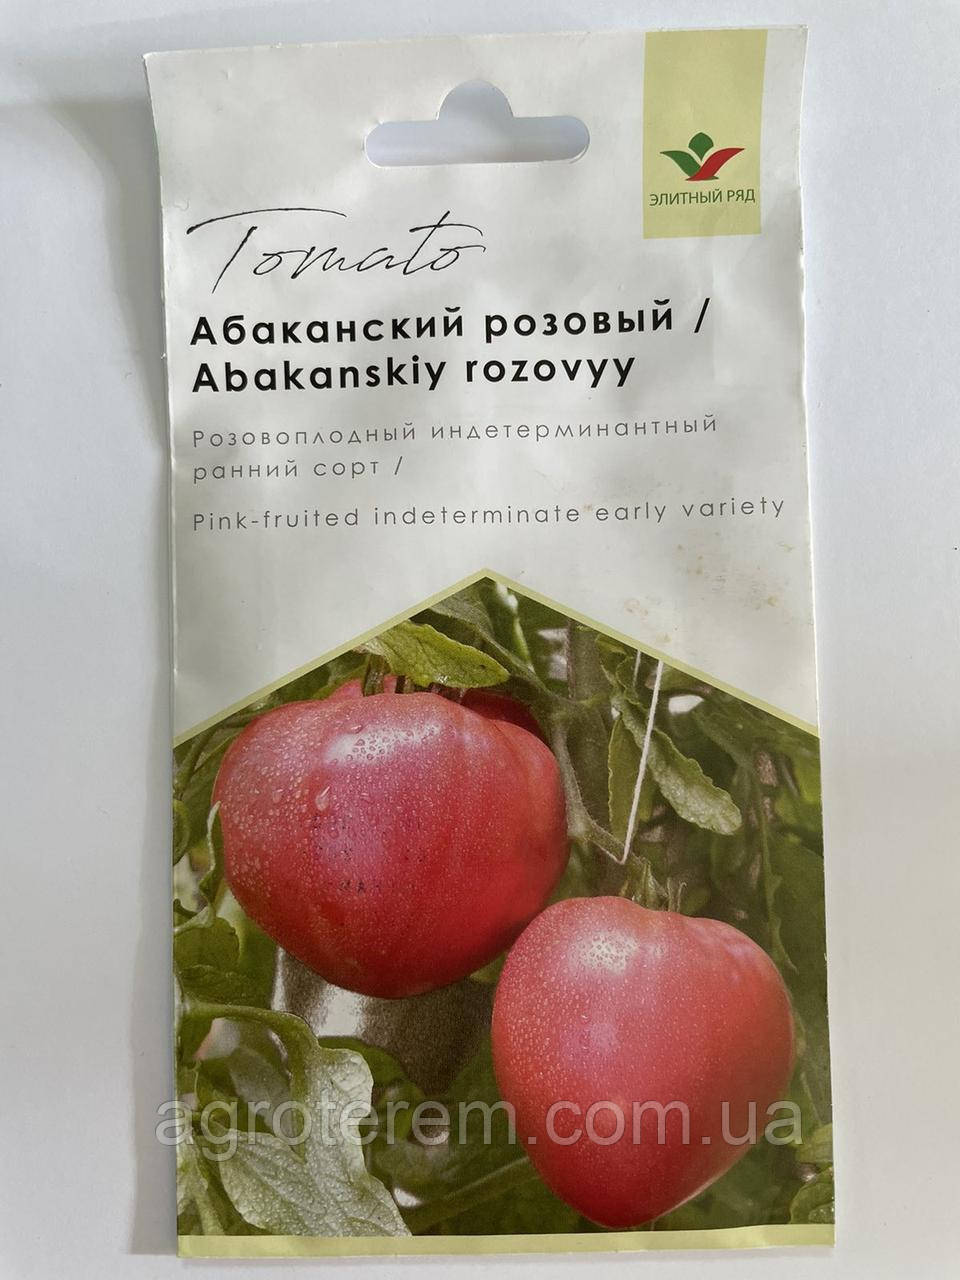 ЭЛИТНЫЙ РЯД
Tomato
Абаканский розовый /
Abakanskiy rozovyy
Розовоплодный индетерминантный
ранний сорт /
Pink-fruited indeterminate early variety
agroterem.com.ua